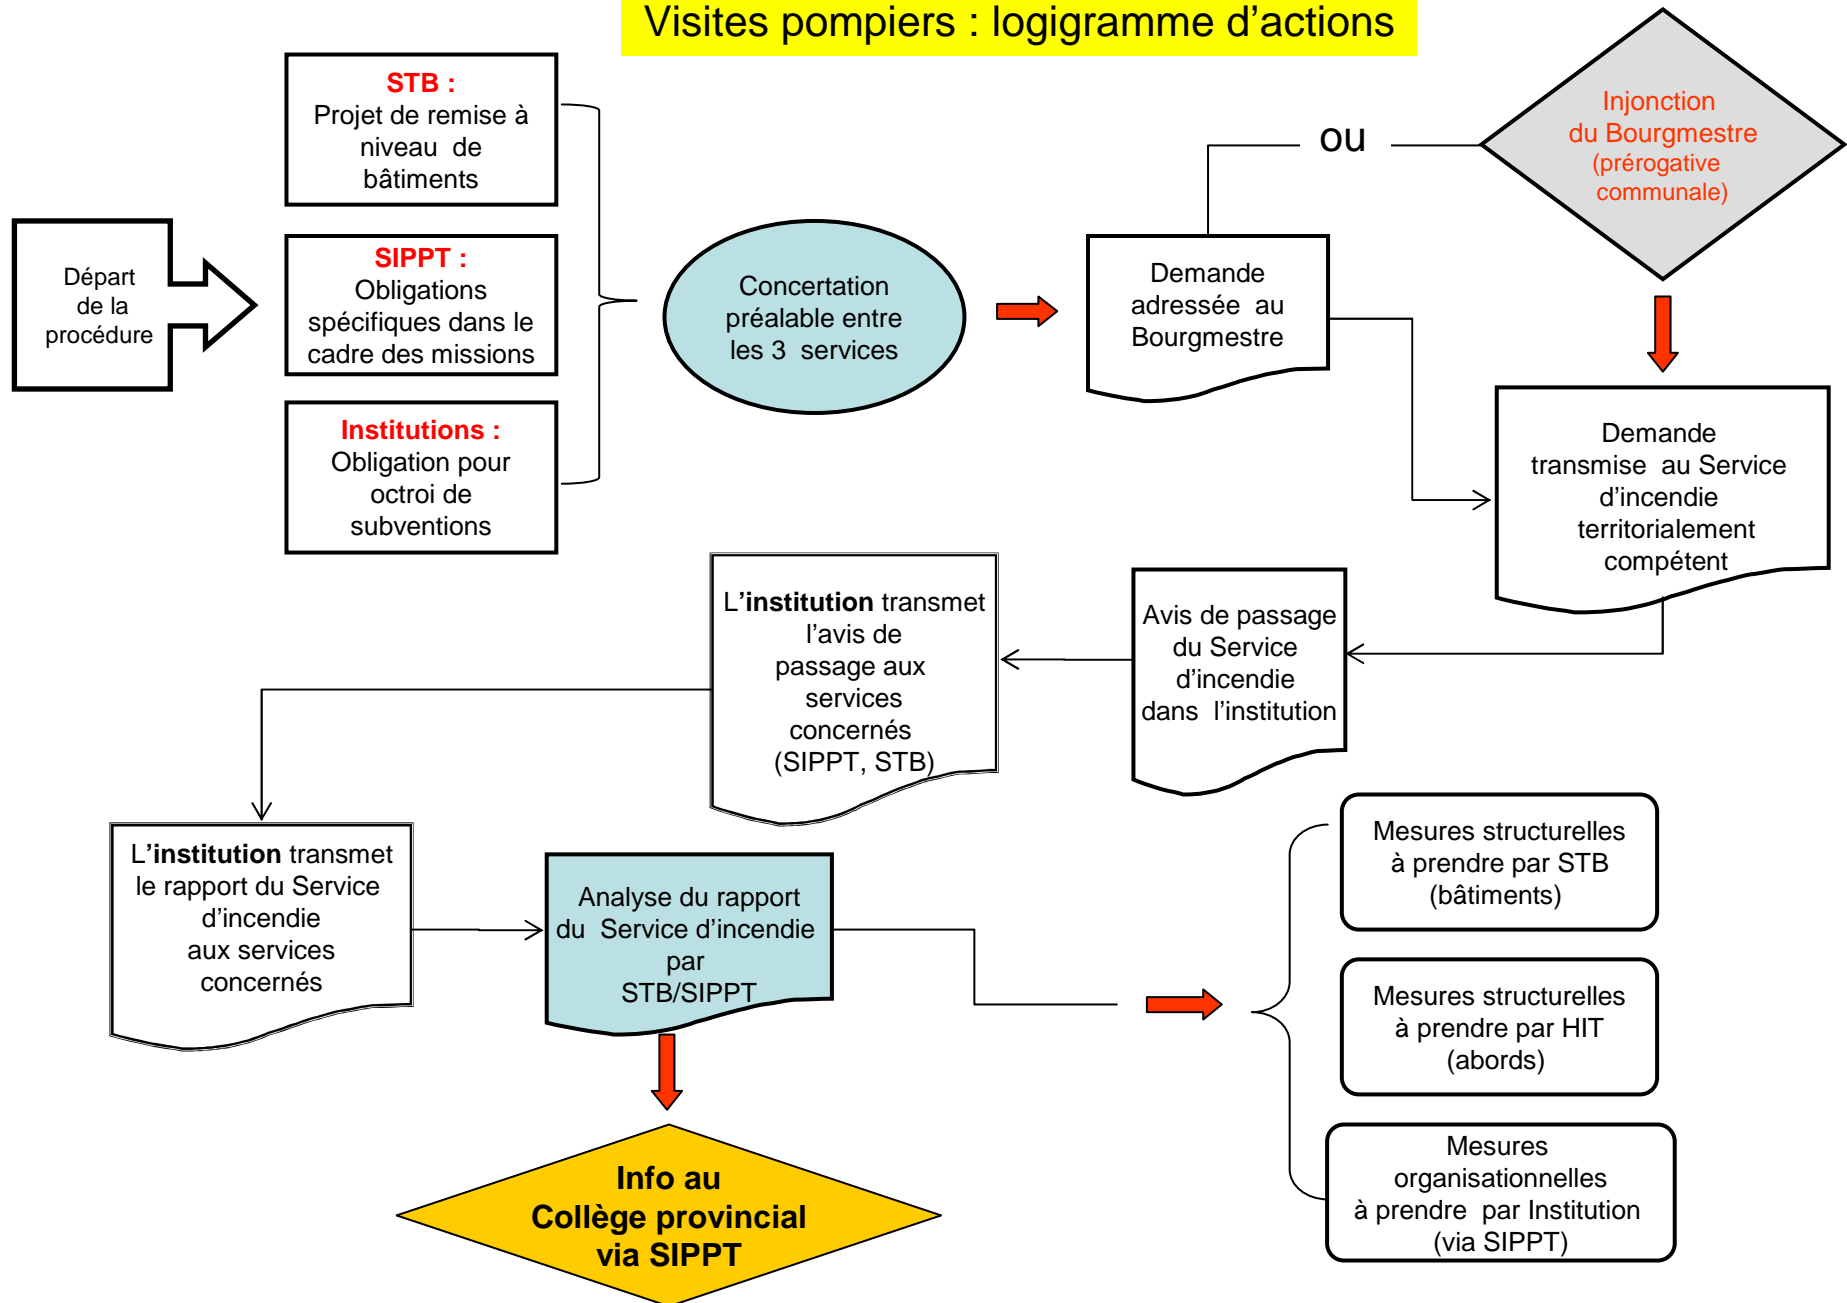 Visites pompiers : logigramme d'actions
Départ
de la
procédure
STB :
Projet de remise à
niveau de
bâtiments
SIPPT :
Obligations
spécifiques dans le
cadre des missions
Institutions :
Obligation pour
octroi de
subventions
Concertation
préalable entre
les 3 services
Demande
adressée au
Bourgmestre
ou
Injonction
du Bourgmestre
(prérogative
communale)
Demande
transmise au Service
d'incendie
territorialement
compétent
Avis de passage
du Service
d'incendie
dans l'institution
L'institution transmet
l'avis de
passage aux
services
concernés
(SIPPT, STB)
L'institution transmet
le rapport du Service
d'incendie
aux services
concernés
Analyse du rapport
du Service d'incendie
par
STB/SIPPT
Info au
Collège provincial
via SIPPT
Mesures structurelles
à prendre par STB
(bâtiments)
Mesures structurelles
à prendre par HIT
(abords)
Mesures
organisationnelles
à prendre par Institution
(via SIPPT)